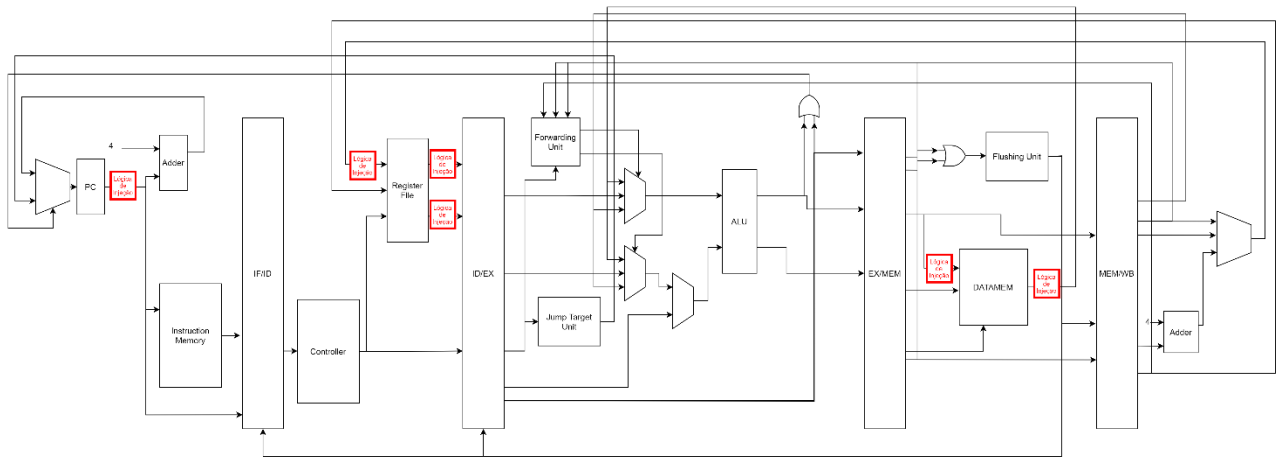 4
Adder
PC
Lógica
de
Injeção
IF/ID
Instruction
Memory
Controller
Lógica
de
Injeção
Register
File
Lógica
de
Injeção
Lógica
de
Injeção
ID/EX
Forwarding
Unit
Jump Target
Unit
ALU
EX/MEM
Flushing Unit
Lógica
de
Injeção
DATAMEM
Lógica
de
Injeção
MEM/WB
4
Adder